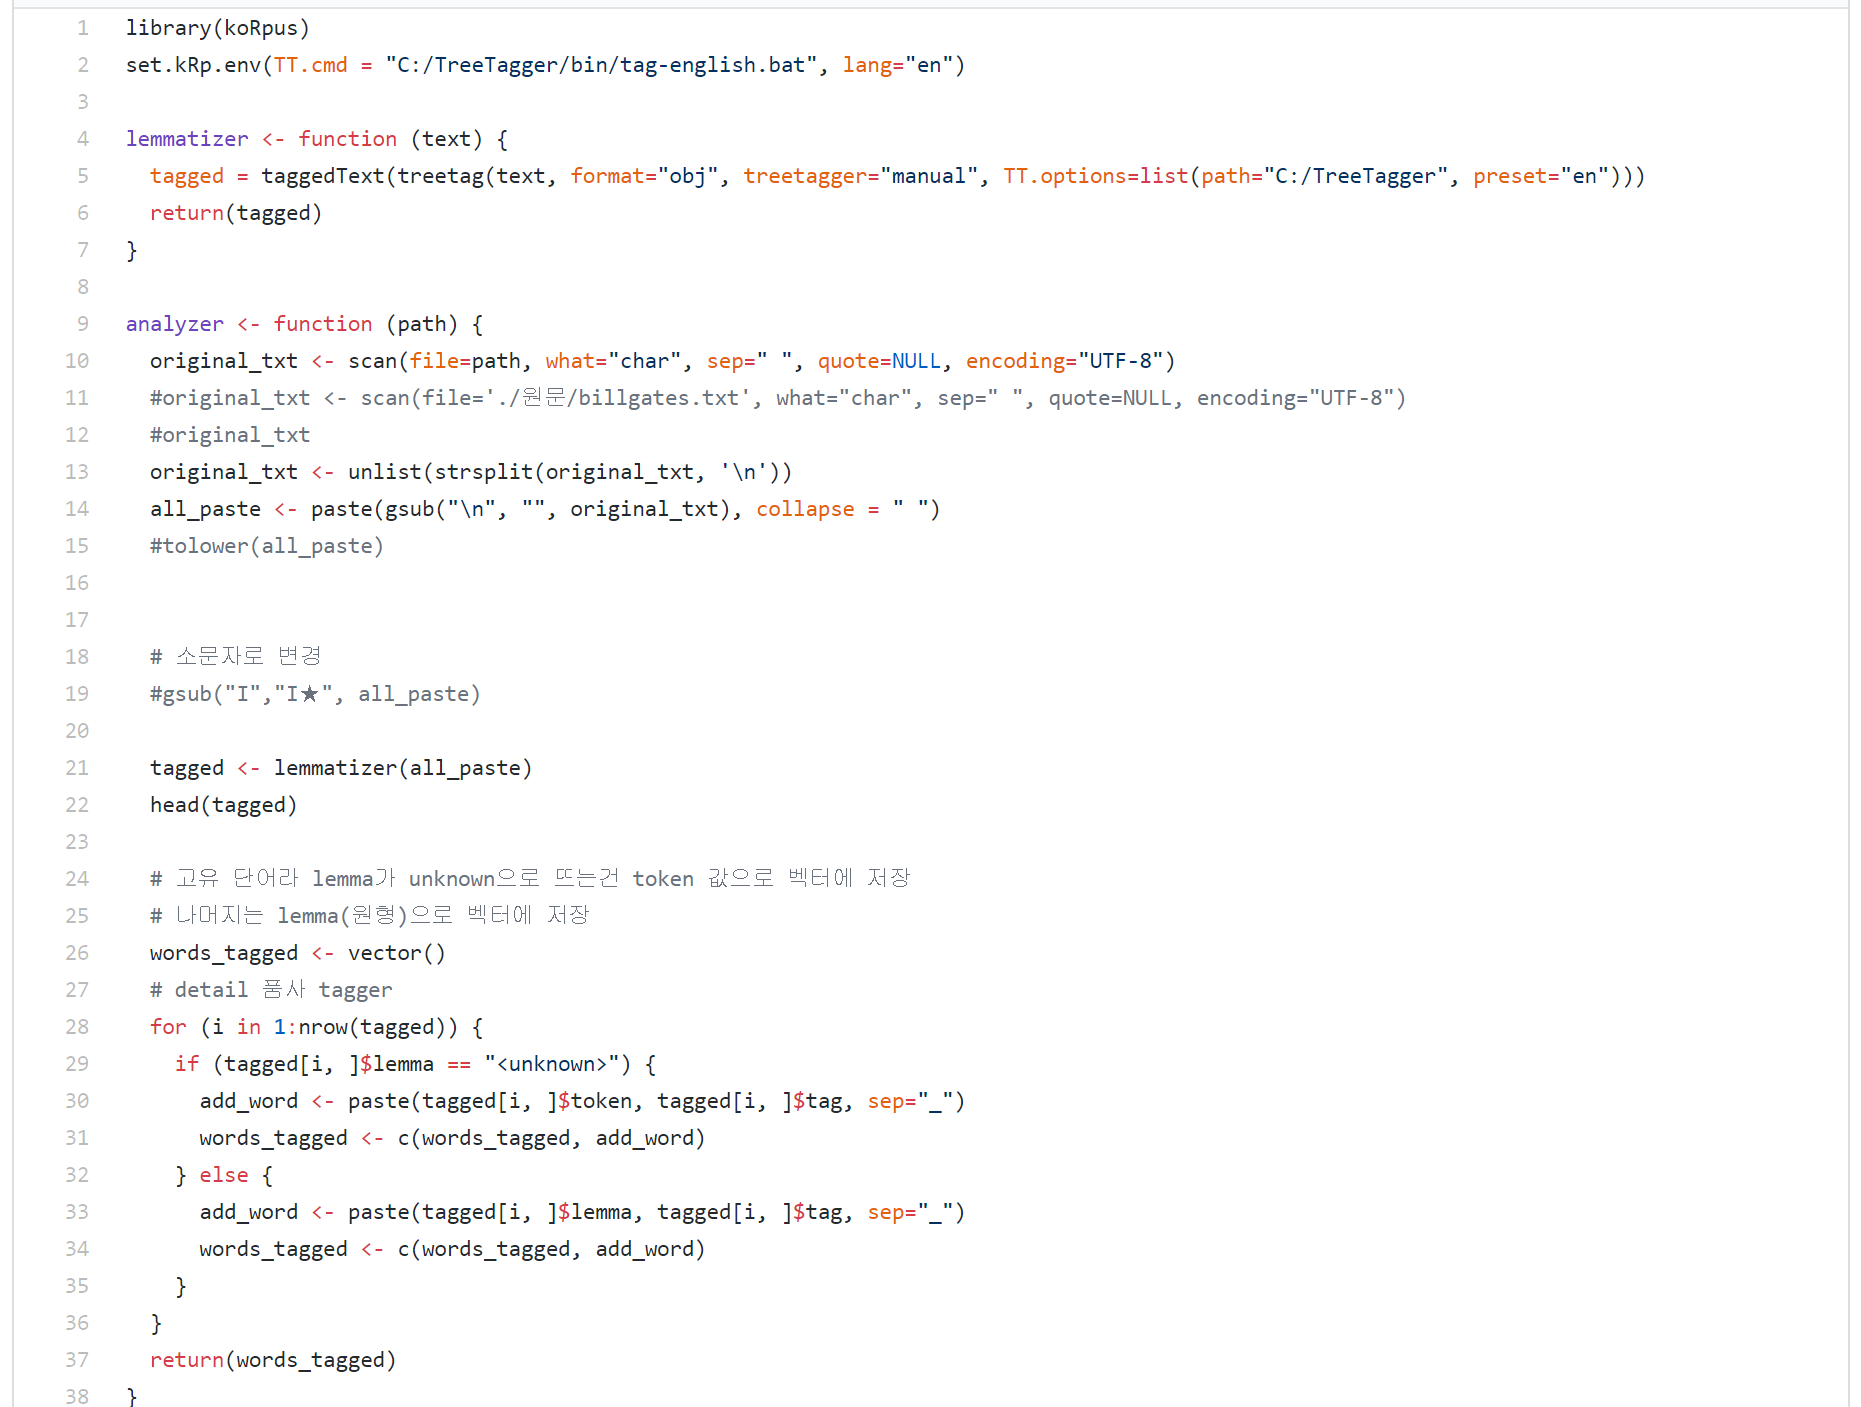 1 library(koRpus)
2 set.kRp.env(TT.cmd = "C:/TreeTagger/bin/tag-english.bat", lang="en")
3
4 lemmatizer <- function (text) {
5   tagged = taggedText(treetag(text, format="obj", treetagger="manual", TT.options=list(path="C:/TreeTagger", preset="en")))
6   return(tagged)
7 }
8
9 analyzer <- function (path) {
10   original_txt <- scan(file=path, what="char", sep=" ", quote=NULL, encoding="UTF-8")
11   #original_txt <- scan(file='./원문/billgates.txt', what="char", sep=" ", quote=NULL, encoding="UTF-8")
12   #original_txt
13   original_txt <- unlist(strsplit(original_txt, '\n'))
14   all_paste <- paste(gsub("\n", "", original_txt), collapse = " ")
15   #tolower(all_paste)
16
17
18   # 소문자로 변경
19   #gsub("I","I★", all_paste)
20
21   tagged <- lemmatizer(all_paste)
22   head(tagged)
23
24   # 고유 단어라 lemma가 unknown으로 뜨는건 token 값으로 벡터에 저장
25   # 나머지는 lemma(원형)으로 벡터에 저장
26   words_tagged <- vector()
27   # detail 품사 tagger
28   for (i in 1:nrow(tagged)) {
29     if (tagged[i, ]$lemma == "<unknown>") {
30       add_word <- paste(tagged[i, ]$token, tagged[i, ]$tag, sep="_")
31       words_tagged <- c(words_tagged, add_word)
32     } else {
33       add_word <- paste(tagged[i, ]$lemma, tagged[i, ]$tag, sep="_")
34       words_tagged <- c(words_tagged, add_word)
35     }
36   }
37   return(words_tagged)
38 }